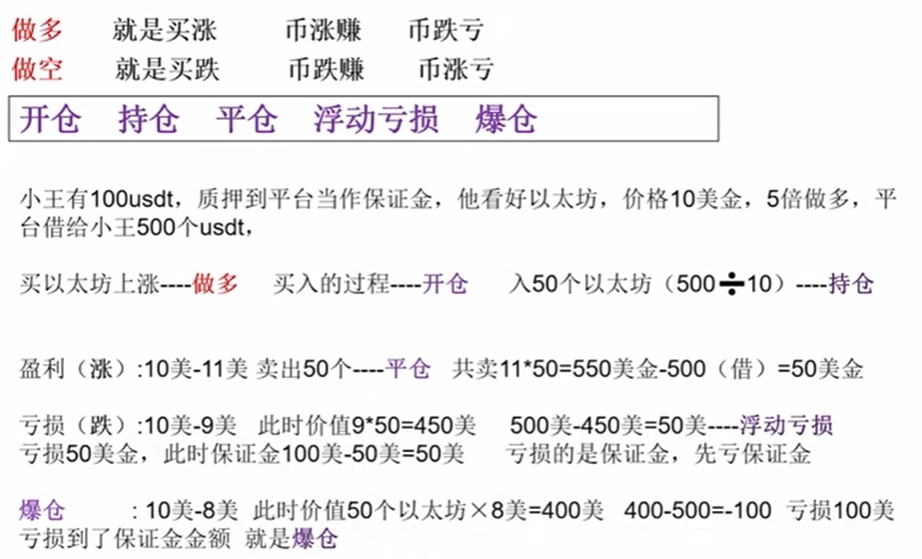 做多 就是买涨 币涨赚 币跌亏
做空 就是买跌 币跌赚 币涨亏
开仓 持仓 平仓 浮动亏损 爆仓
小王有100usdt，质押到平台当作保证金，他看好以太坊，价格10美金，5倍做多，平
台借给小王500个usdt，
买以太坊上涨----做多 买入的过程----开仓 入50个以太坊（500➗10）----持仓
盈利（涨）:10美-11美 卖出50个----平仓 共卖11*50=550美金-500（借）=50美金
亏损（跌）:10美-9美 此时价值9*50=450美 500美-450美=50美----浮动亏损
亏损50美金，此时保证金100美-50美=50美 亏损的是保证金，先亏保证金
爆仓 : 10美-8美 此时价值50个以太坊×8美=400美 400-500=-100 亏损100美
亏损到了保证金金额 就是爆仓